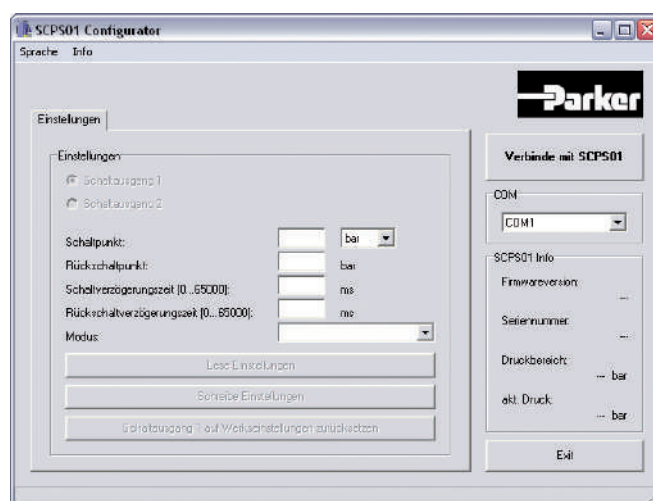 SCPS01 Configurator
Sprache Info
Parker
Einstellungen
Einstellungen
Schaltausgang 1
Schaltausgang 2
Schaltpunkt: bar
Rückschaltpunkt: bar
Schaltverzögerungszeit [0...65000]: ms
Rückschaltverzögerungszeit [0...65000]: ms
Modus:
Lese Einstellungen
Schreibe Einstellungen
Schaltausgang 1 auf Werkseinstellungen zurücksetzen
Verbinde mit SCPS01
COM
COM1
SCPS01 Info
Firmwareversion:
---
Seriennummer:
---
Druckbereich:
--- bar
akt. Druck:
--- bar
Exit